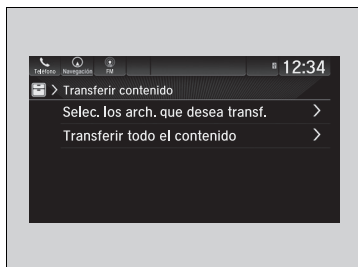 Teléfono Navegación FM 12:34
Transferir contenido
Selec. los arch. que desea transf.
Transferir todo el contenido